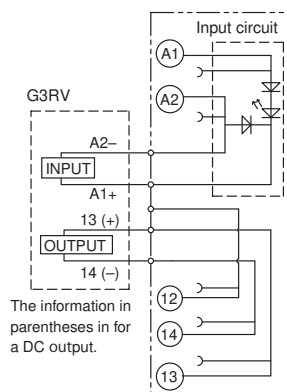 Input circuit
A1
A2
G3RV
A2–
INPUT
A1+
13 (+)
OUTPUT
14 (–)
12
14
13
The information in
parentheses in for
a DC output.